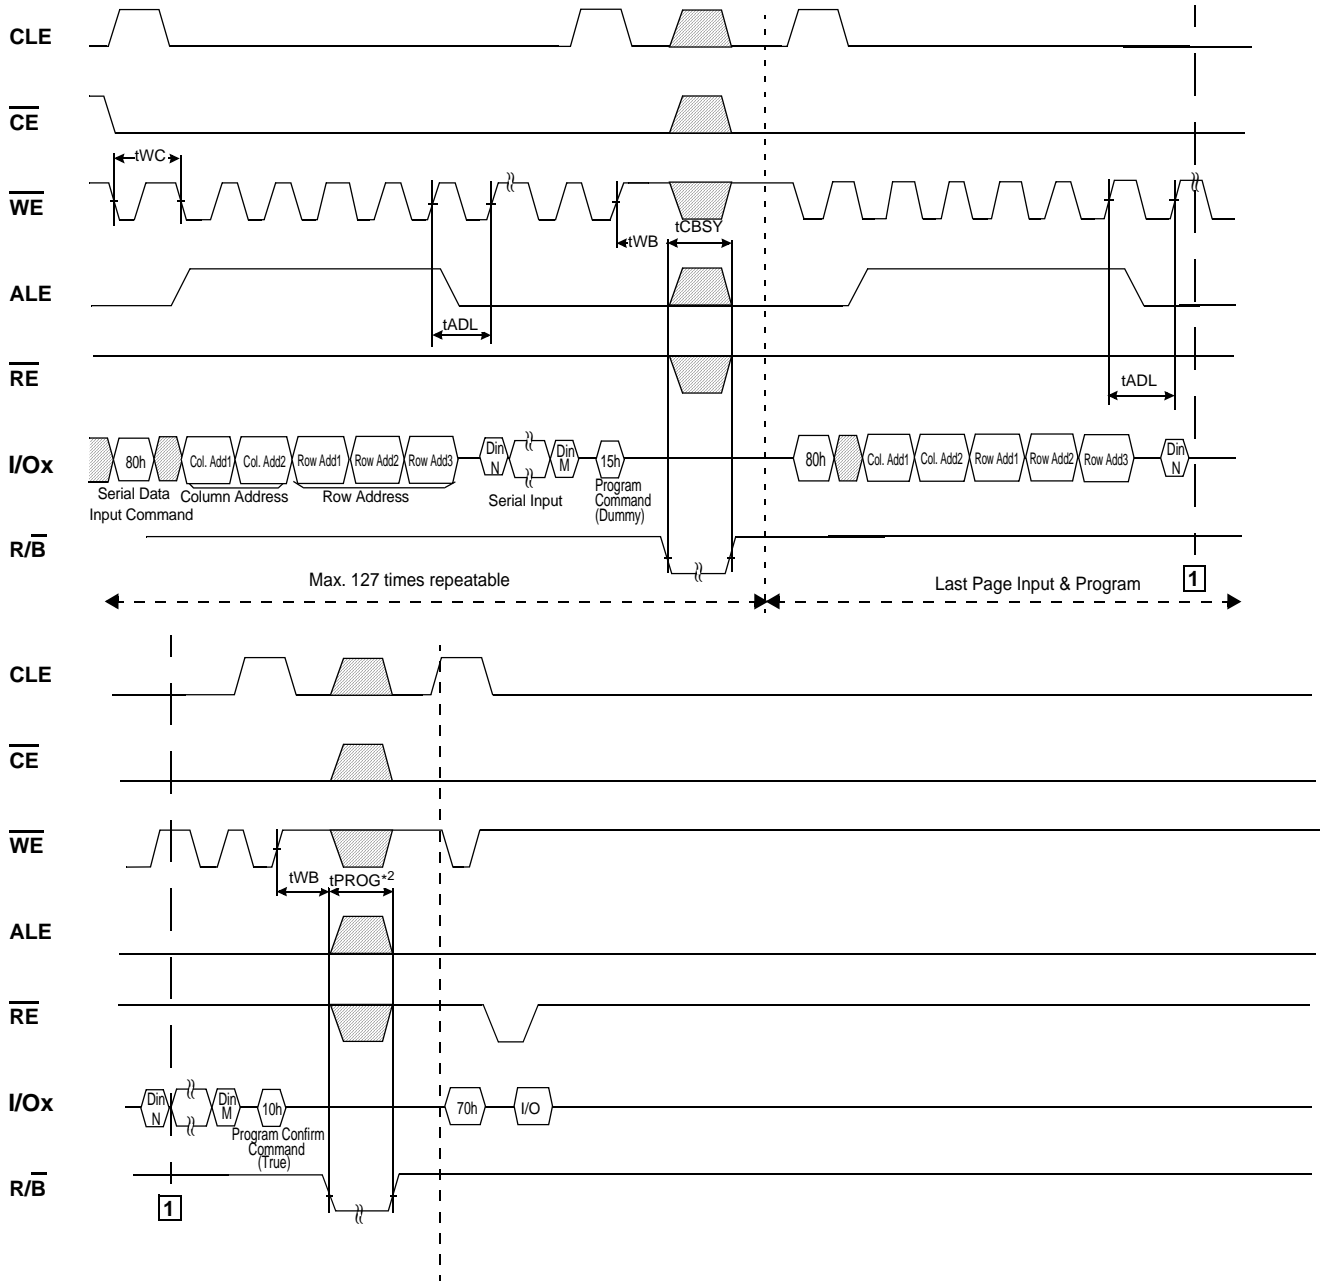 CLE
CE
tWC
WE
tWB
tCBSY
ALE
tADL
RE
tADL
I/Ox
80h
Col. Add1
Col. Add2
Row Add1
Row Add2
Row Add3
Din
N
Din
M
15h
80h
Col. Add1
Col. Add2
Row Add1
Row Add2
Row Add3
Din
N
Serial Data
Input Command
Column Address
Row Address
Serial Input
Program
Command
(Dummy)
R/B
Max. 127 times repeatable
Last Page Input & Program
1
CLE
CE
WE
tWB
tPROG*2
ALE
RE
I/Ox
Din
N
Din
M
10h
70h
I/O
Program Confirm
Command
(True)
R/B
1